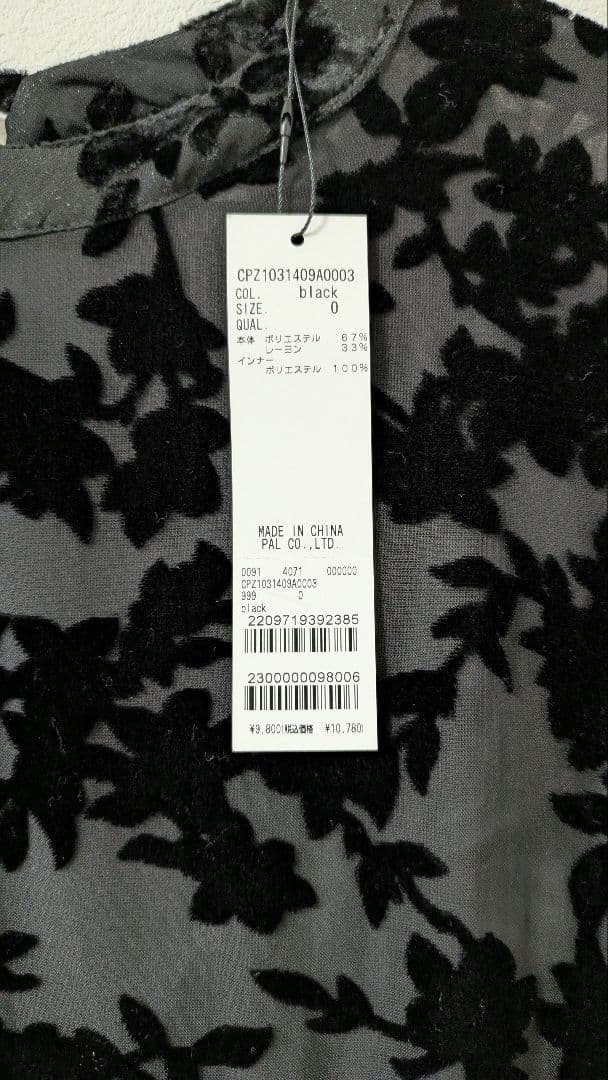 CPZ1031409A0003
COL. black
SIZE. 0
QUAL.
本体 ポリエステル 67%
レーヨン 33%
インナー
ポリエステル 100%
MADE IN CHINA
PAL CO.,LTD.
0091 4071 000000
CPZ1031409A0003
999 0
black
2209719392385
2300000098006
¥9,800(税込価格 ¥10,780)